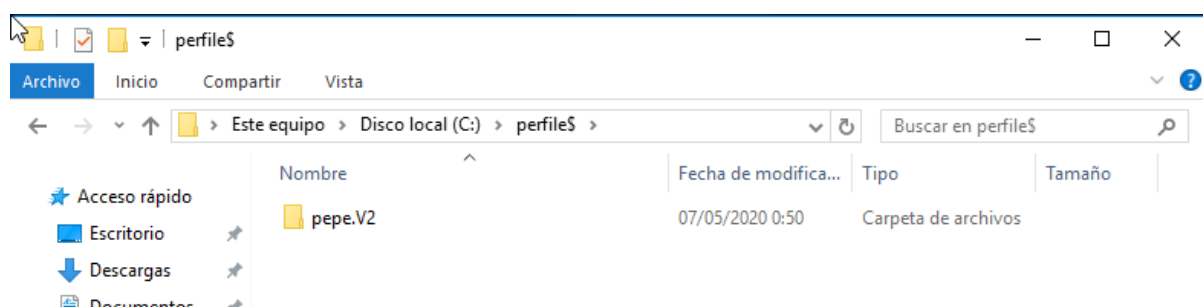 perfile$
Archivo Inicio Compartir Vista
Este equipo > Disco local (C:) > perfile$ > Buscar en perfile$
Nombre Fecha de modifica... Tipo Tamaño
Acceso rápido
pepe.V2 07/05/2020 0:50 Carpeta de archivos
Escritorio
Descargas
Documentos